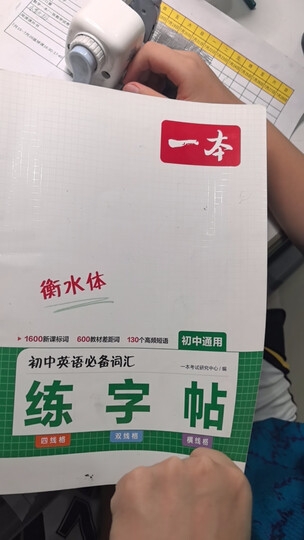 一本
衡水体
1600新课标词 600教材差距词 130个高频短语 初中通用
初中英语必备词汇 一本考试研究中心/编
练字帖
四线格 双线格 横线格